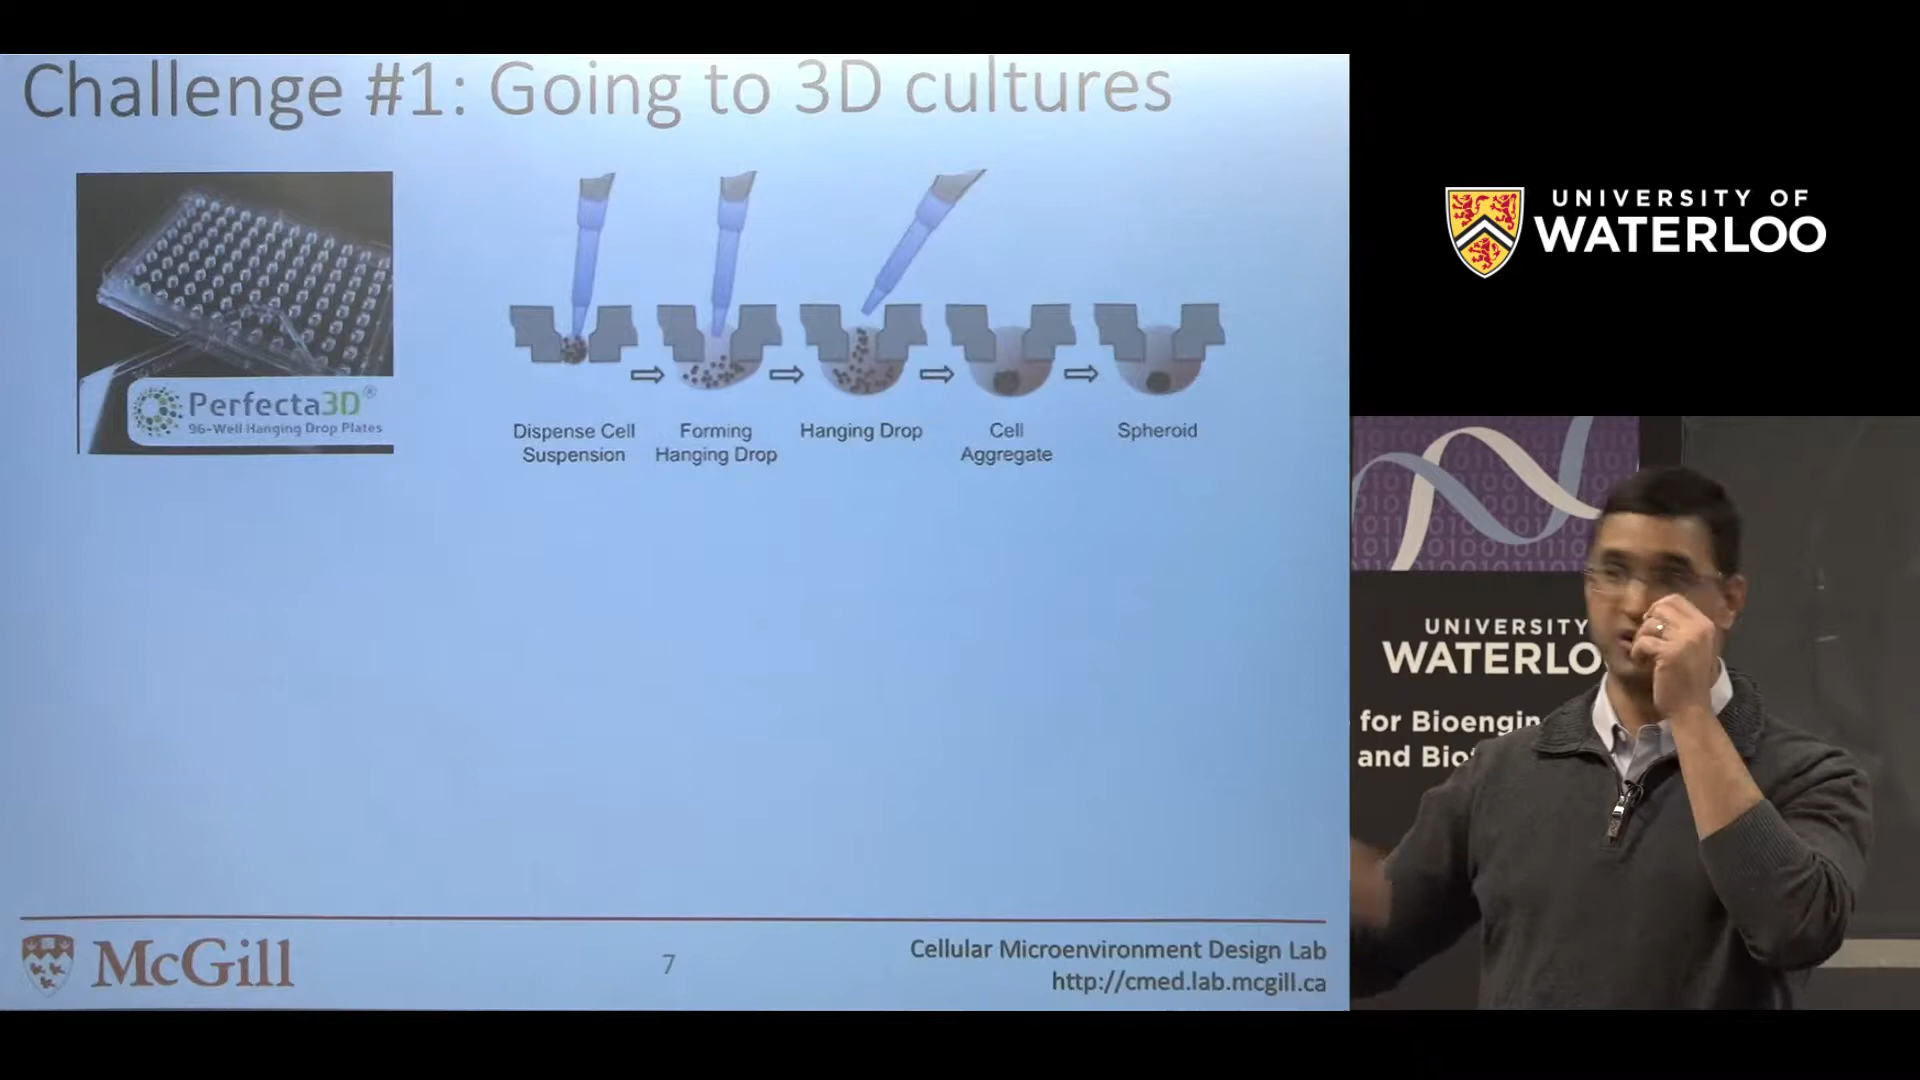 Challenge #1: Going to 3D cultures
Perfecta3D®
96-Well Hanging Drop Plates
Dispense Cell
Suspension
Forming
Hanging Drop
Hanging Drop
Cell
Aggregate
Spheroid
McGill
7
Cellular Microenvironment Design Lab
http://cmed.lab.mcgill.ca
UNIVERSITY OF
WATERLOO
UNIVERSITY
WATERLO
for Bioengin
and Bio